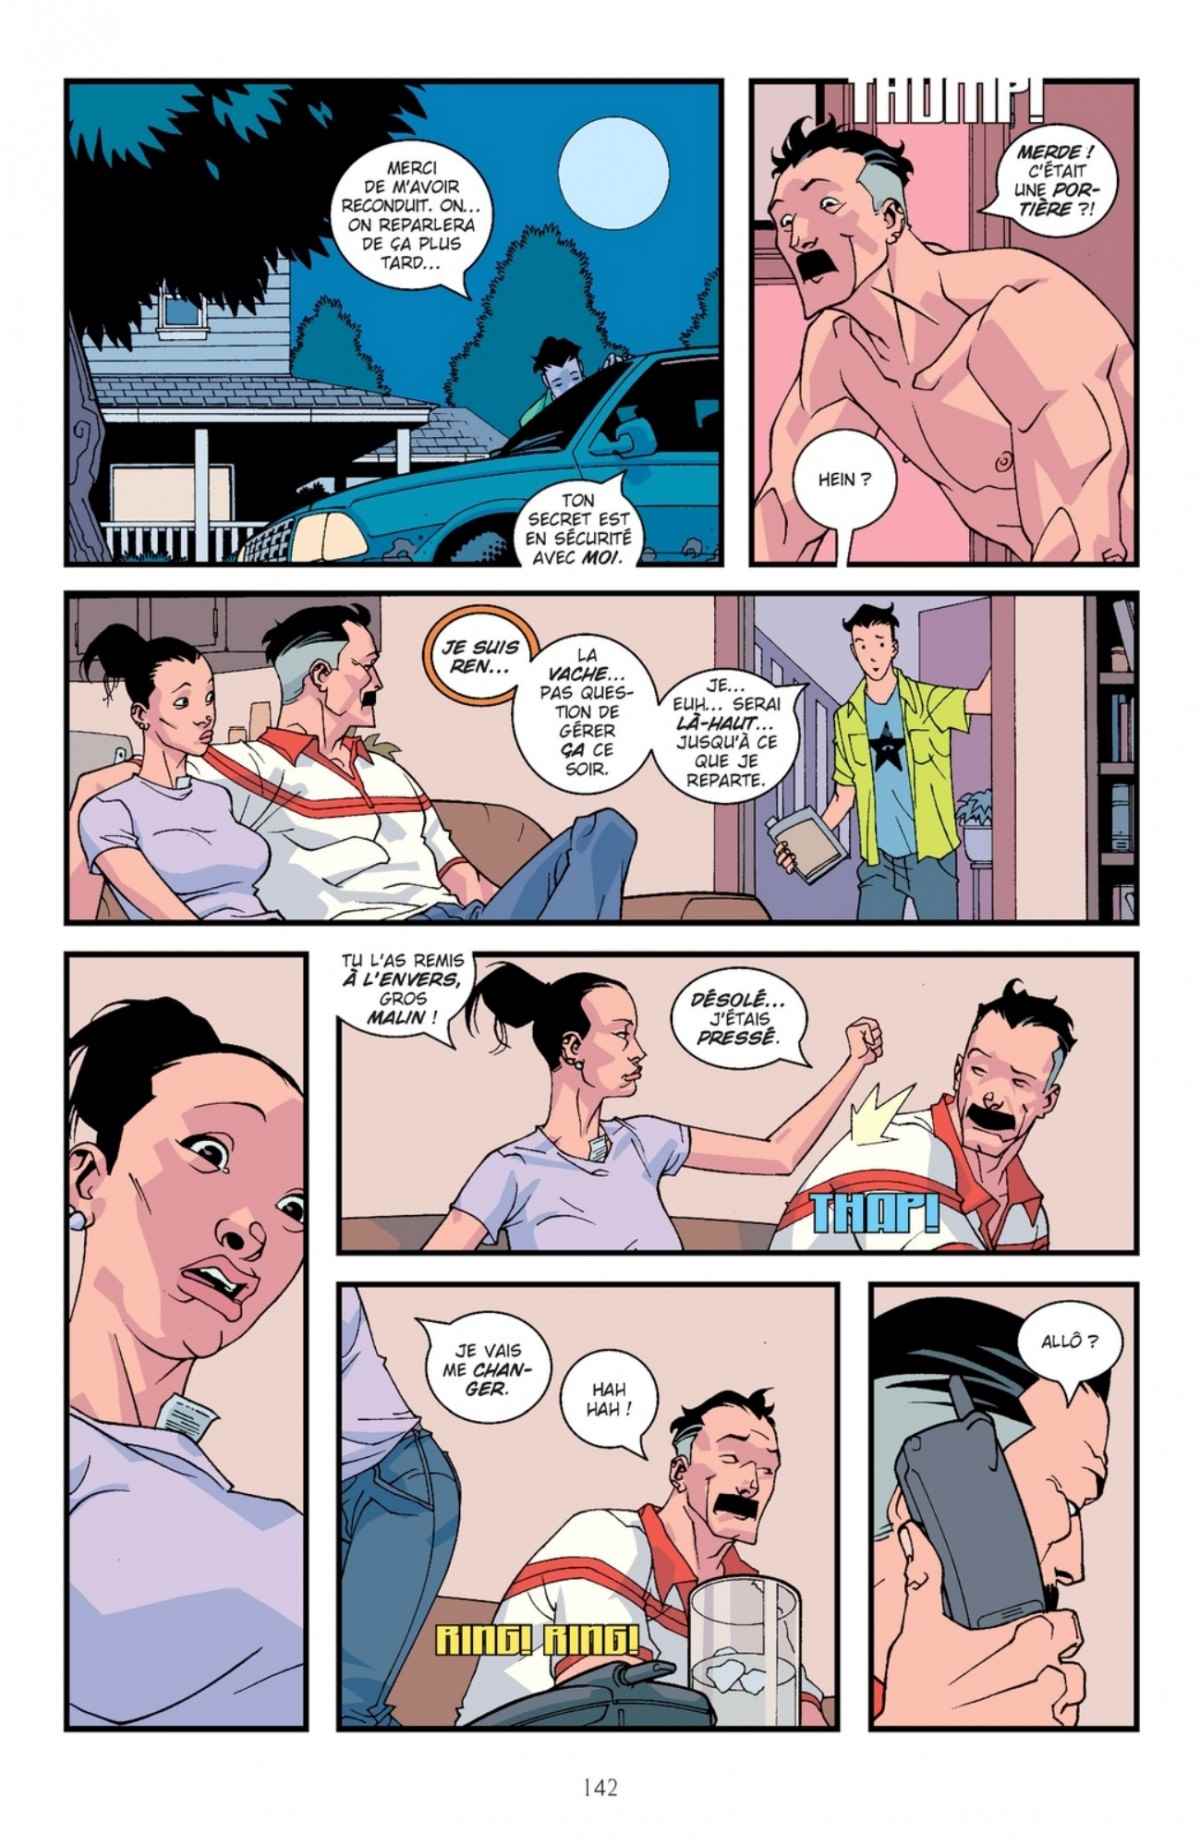 MERCI
DE M'AVOIR
RECONDUIT. ON...
ON REPARLERA
DE ÇA PLUS
TARD...
TON
SECRET EST
EN SÉCURITÉ
AVEC MOI.
THUMP!
MERDE !
C'ÉTAIT
UNE POR-
TIÈRE ?!
HEIN ?
JE SUIS
REN...
LA
VACHE...
PAS QUES-
TION DE
GÉRER
ÇA CE
SOIR.
JE...
EUH... SERAI
LÀ-HAUT...
JUSQU'À CE
QUE JE
REPARTE.
TU L'AS REMIS
À L'ENVERS,
GROS
MALIN !
DÉSOLÉ...
J'ÉTAIS
PRESSÉ.
THAP!
JE VAIS
ME CHAN-
GER.
HAH
HAH !
RING! RING!
ALLÔ ?
142